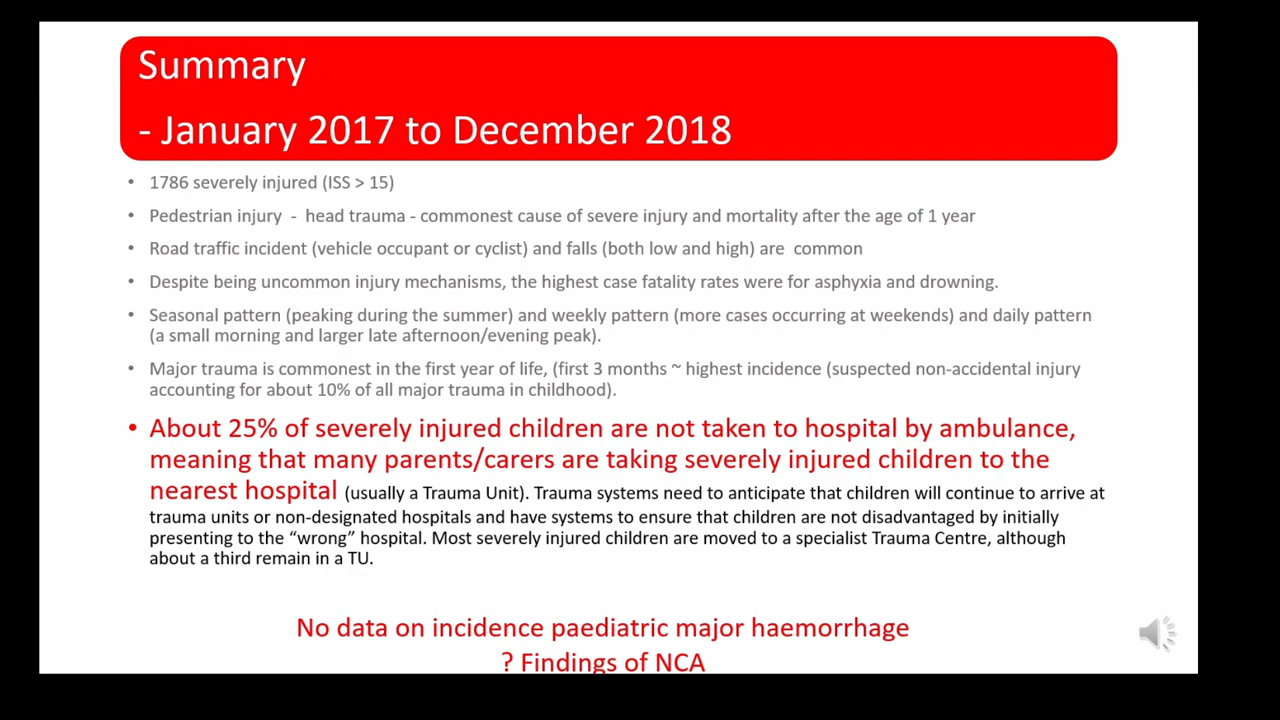 Summary
- January 2017 to December 2018
• 1786 severely injured (ISS > 15)
• Pedestrian injury - head trauma - commonest cause of severe injury and mortality after the age of 1 year
• Road traffic incident (vehicle occupant or cyclist) and falls (both low and high) are common
• Despite being uncommon injury mechanisms, the highest case fatality rates were for asphyxia and drowning.
• Seasonal pattern (peaking during the summer) and weekly pattern (more cases occurring at weekends) and daily pattern
(a small morning and larger late afternoon/evening peak).
• Major trauma is commonest in the first year of life, (first 3 months ~ highest incidence (suspected non-accidental injury
accounting for about 10% of all major trauma in childhood).
• About 25% of severely injured children are not taken to hospital by ambulance,
meaning that many parents/carers are taking severely injured children to the
nearest hospital (usually a Trauma Unit). Trauma systems need to anticipate that children will continue to arrive at
trauma units or non-designated hospitals and have systems to ensure that children are not disadvantaged by initially
presenting to the “wrong” hospital. Most severely injured children are moved to a specialist Trauma Centre, although
about a third remain in a TU.
No data on incidence paediatric major haemorrhage
? Findings of NCA